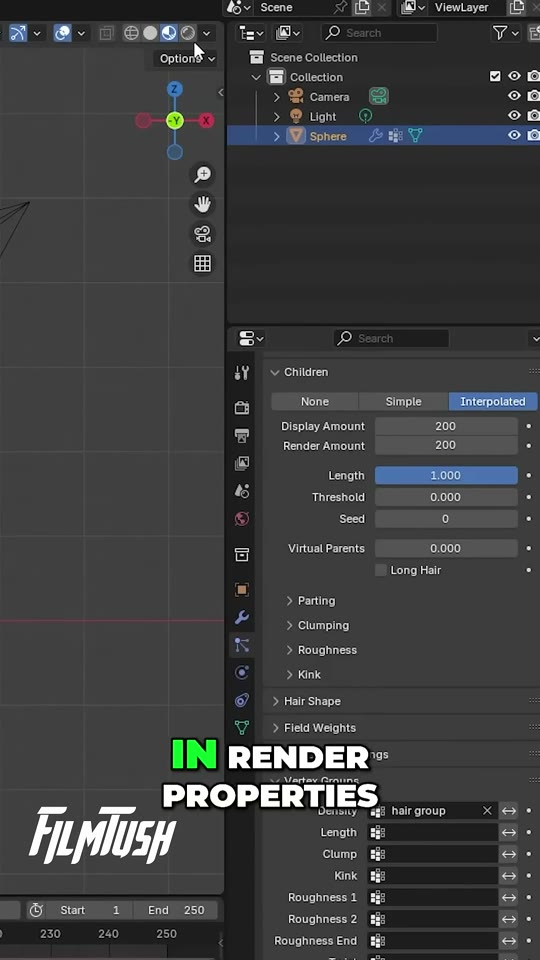 Scene
ViewLayer
Search
Options
Z
-Y
X
Scene Collection
Collection
Camera
Light
Sphere
Search
Children
None Simple Interpolated
Display Amount 200
Render Amount 200
Length 1.000
Threshold 0.000
Seed 0
Virtual Parents 0.000
Long Hair
Parting
Clumping
Roughness
Kink
Hair Shape
Field Weights
ngs
IN RENDER
PROPERTIES
Vertex Groups
Density hair group
Length
Clump
Kink
Roughness 1
Roughness 2
Roughness End
FILMTUSH
Start 1 End 250
230 240 250